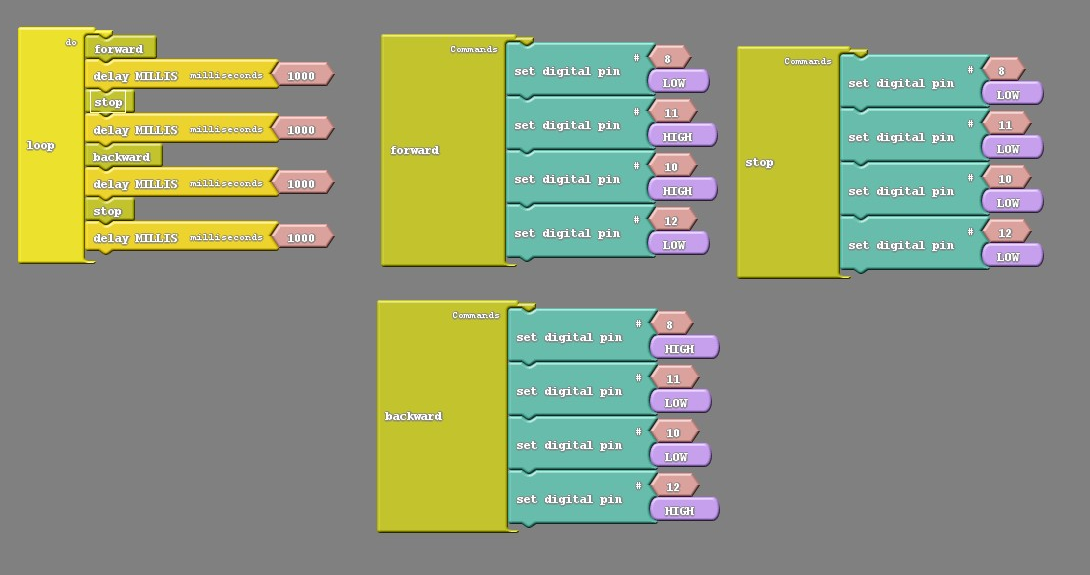 do
forward
delay MILLIS milliseconds 1000
stop
delay MILLIS milliseconds 1000
loop
backward
delay MILLIS milliseconds 1000
stop
delay MILLIS milliseconds 1000
Commands
set digital pin # 8
LOW
set digital pin # 11
HIGH
forward
set digital pin # 10
HIGH
set digital pin # 12
LOW
Commands
set digital pin # 8
LOW
set digital pin # 11
LOW
stop
set digital pin # 10
LOW
set digital pin # 12
LOW
Commands
set digital pin # 8
HIGH
set digital pin # 11
LOW
backward
set digital pin # 10
LOW
set digital pin # 12
HIGH